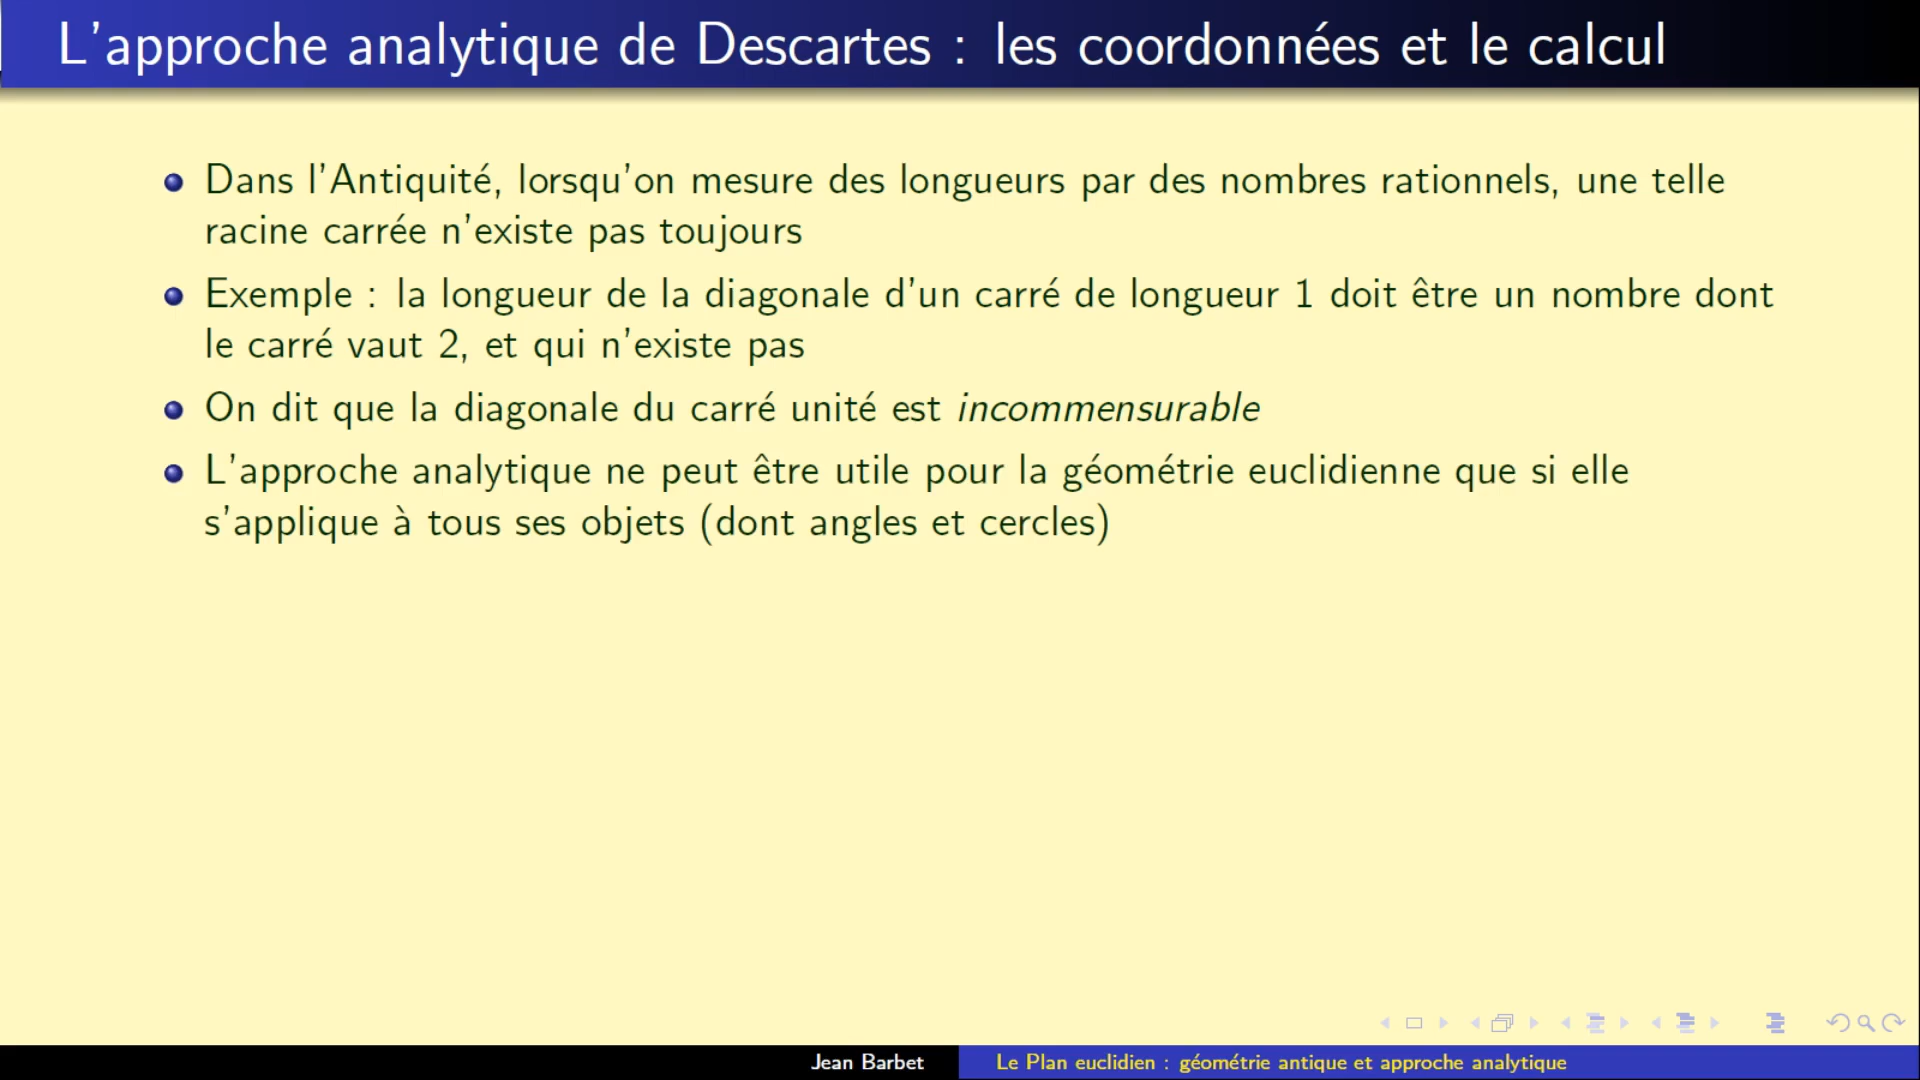 L'approche analytique de Descartes : les coordonnées et le calcul
Dans l'Antiquité, lorsqu'on mesure des longueurs par des nombres rationnels, une telle
racine carrée n'existe pas toujours
Exemple : la longueur de la diagonale d'un carré de longueur 1 doit être un nombre dont
le carré vaut 2, et qui n'existe pas
On dit que la diagonale du carré unité est incommensurable
L'approche analytique ne peut être utile pour la géométrie euclidienne que si elle
s'applique à tous ses objets (dont angles et cercles)
Jean Barbet
Le Plan euclidien : géométrie antique et approche analytique